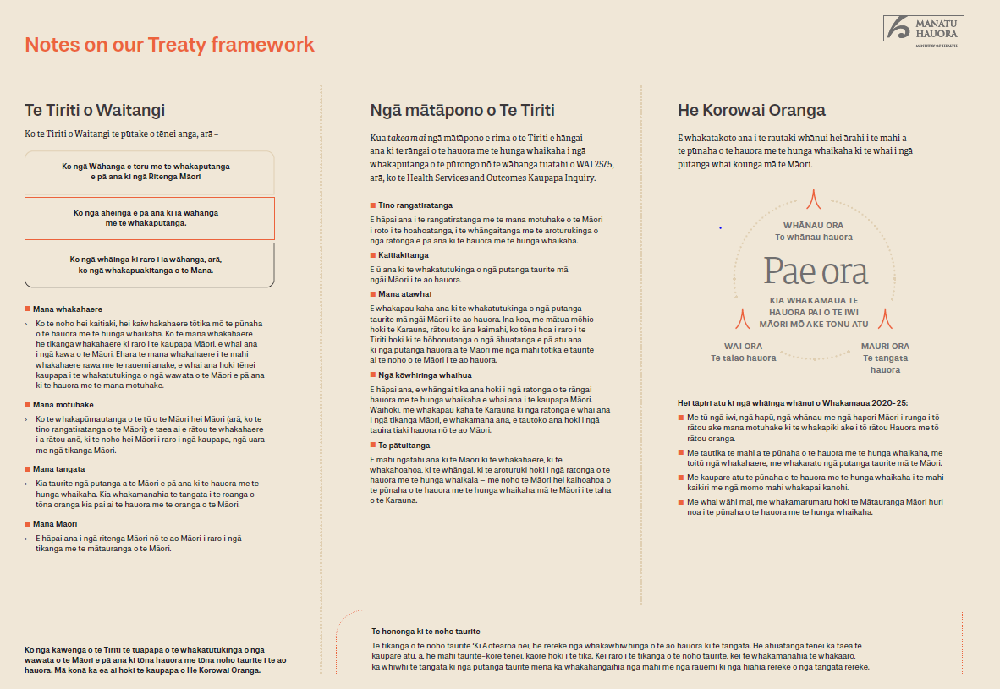 Notes on our Treaty framework
MANATŪ
HAUORA
MINISTRY OF HEALTH
Te Tiriti o Waitangi
Ko te Tiriti o Waitangi te pūtake o tēnei anga, arā –
Ko ngā Wāhanga e toru me te whakaputanga
e pā ana ki ngā Ritenga Māori
Ko ngā āheinga e pā ana ki ia wāhanga
me te whakaputanga.
Ko ngā whāinga ki raro i ia wāhanga, arā,
ko ngā whakapuakitanga o te Mana.
Mana whakahaere
› Ko te noho hei kaitiaki, hei kaiwhakahaere tōtika mō te pūnaha
o te hauora me te hunga whaikaha. Ko te mana whakahaere
he tikanga whakahaere ki raro i te kaupapa Māori, e whai ana
i ngā kawa o te Māori. Ehara te mana whakahaere i te mahi
whakahaere rawa me te rauemi anake, e whai ana hoki tēnei
kaupapa i te whakatutukinga o ngā wawata o te Māori e pā ana
ki te hauora me te mana motuhake.
Mana motuhake
› Ko te whakapūmautanga o te tū o te Māori hei Māori (arā, ko te
tino rangatiratanga o te Māori); e taea ai e rātou te whakahaere
i a rātou anō, ki te noho hei Māori i raro i ngā kaupapa, ngā uara
me ngā tikanga Māori.
Mana tangata
› Kia taurite ngā putanga a te Māori e pā ana ki te hauora me te
hunga whaikaha. Kia whakamanahia te tangata i te roanga o
tōna oranga kia pai ai te hauora me te oranga o te Māori.
Mana Māori
› E hāpai ana i ngā ritenga Māori nō te ao Māori i raro i ngā
tikanga me te mātauranga o te Māori.
Ko ngā kawenga o te Tiriti te tūāpapa o te whakatutukinga o ngā
wawata o te Māori e pā ana ki tōna hauora me tōna noho taurite i te ao
hauora. Mā konā ka ea ai hoki te kaupapa o He Korowai Oranga.
Ngā mātāpono o Te Tiriti
Kua takea mai ngā mātāpono e rima o te Tiriti e hāngai
ana ki te rāngai o te hauora me te hunga whaikaha i ngā
whakaputanga o te pūrongo nō te wāhanga tuatahi o WAI 2575,
arā, ko te Health Services and Outcomes Kaupapa Inquiry.
Tino rangatiratanga
E hāpai ana i te rangatiratanga me te mana motuhake o te Māori
i roto i te hoahoatanga, i te whāngaitanga me te aroturukinga o
ngā ratonga e pā ana ki te hauora me te hunga whaikaha.
Kaitiakitanga
E ū ana ki te whakatutukinga o ngā putanga taurite mā
ngāi Māori i te ao hauora.
Mana atawhai
E whakapau kaha ana ki te whakatutukinga o ngā putanga
taurite mā ngāi Māori i te ao hauora. Ina koa, me mātua mōhio
hoki te Karauna, rātou ko āna kaimahi, ko tōna hoa i raro i te
Tiriti hoki ki te hōhonutanga o ngā āhuatanga e pā atu ana
ki ngā putanga hauora a te Māori me ngā mahi tōtika e taurite
ai te noho o te Māori i te ao hauora.
Ngā kōwhiringa whaihua
E hāpai ana, e whāngai tika ana hoki i ngā ratonga o te rāngai
hauora me te hunga whaikaha e whai ana i te kaupapa Māori.
Waihoki, me whakapau kaha te Karauna ki ngā ratonga e whai ana
i ngā tikanga Māori, e whakamana ana, e tautoko ana hoki i ngā
tauira tiaki hauora nō te ao Māori.
Te pātuitanga
E mahi ngātahi ana ki te Māori ki te whakahaere, ki te
whakahoahoa, ki te whāngai, ki te aroturuki hoki i ngā ratonga o te
hauora me te hunga whaikaia – me noho te Māori hei kaihoahoa o
te pūnaha o te hauora me te hunga whaikaha mā te Māori i te taha
o te Karauna.
He Korowai Oranga
E whakatakoto ana i te rautaki whānui hei ārahi i te mahi a
te pūnaha o te hauora me te hunga whaikaha ki te whai i ngā
putanga whai kounga mā te Māori.
WHĀNAU ORA
Te whānau hauora
Pae ora
KIA WHAKAMAUA TE
HAUORA PAI O TE IWI
MĀORI MŌ AKE TONU ATU
WAI ORA
Te taiao hauora
MAURI ORA
Te tangata
hauora
Hei tāpiri atu ki ngā whāinga whānui o Whakamaua 2020–25:
Me tū ngā iwi, ngā hapū, ngā whānau me ngā hapori Māori i runga i tō
rātou ake mana motuhake ki te whakapiki ake i tō rātou Hauora me tō
rātou oranga.
Me tautika te mahi a te pūnaha o te hauora me te hunga whaikaha, me
toitū ngā whakahaere, me whakarato ngā putanga taurite mā te Māori.
Me kaupare atu te pūnaha o te hauora me te hunga whaikaha i te mahi
kaikiri me ngā momo mahi whakapai kanohi.
Me whai wāhi mai, me whakamarumaru hoki te Mātauranga Māori huri
noa i te pūnaha o te hauora me te hunga whaikaha.
Te hononga ki te noho taurite
Te tikanga o te noho taurite 'Ki Aotearoa nei, he rerekē ngā whakawhiwhinga o te ao hauora ki te tangata. He āhuatanga tēnei ka taea te
kaupare atu, ā, he mahi taurite-kore tēnei, kāore hoki i te tika. Kei raro i te tikanga o te noho taurite, kei te whakamanahia te whakaaro,
ka whiwhi te tangata ki ngā putanga taurite mēnā ka whakahāngaihia ngā mahi me ngā rauemi ki ngā hiahia rerekē o ngā tāngata rerekē.